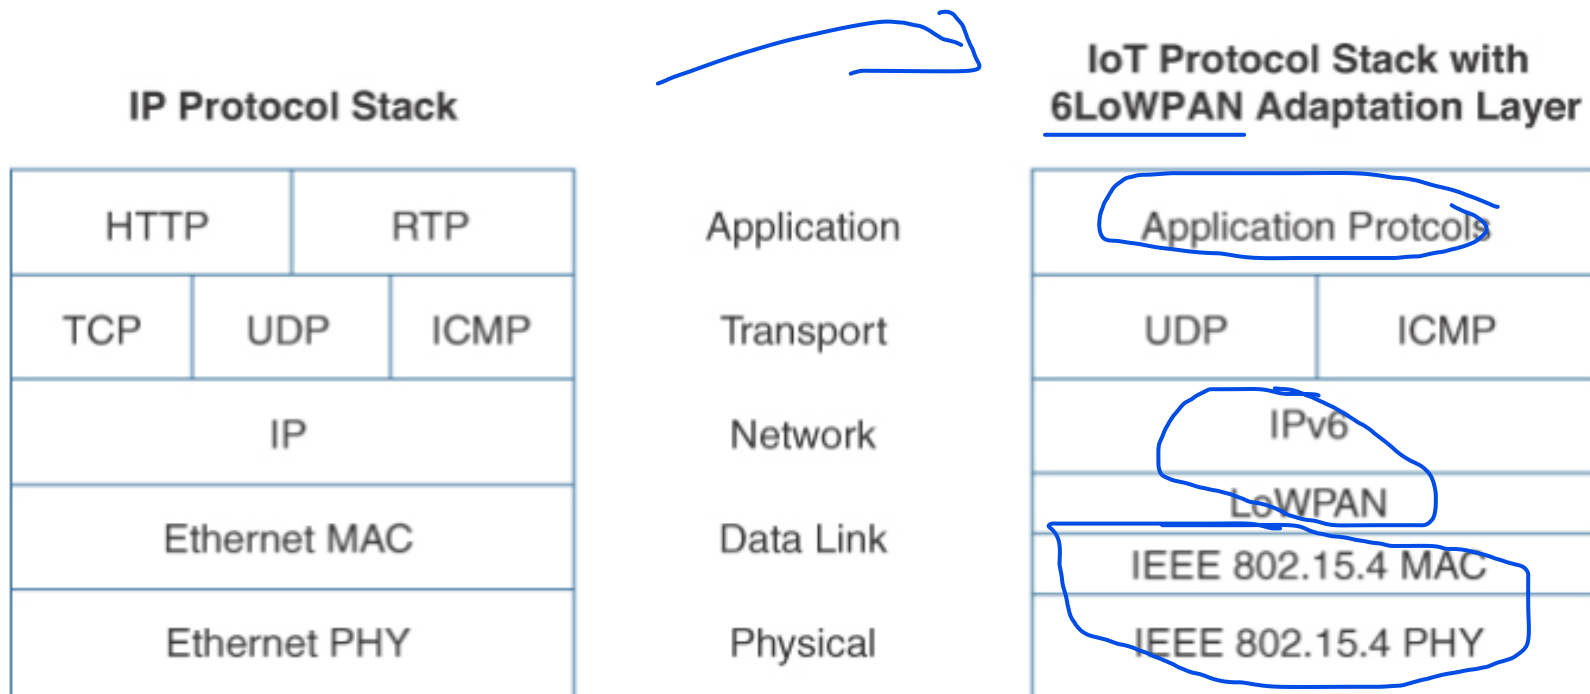 IP Protocol Stack
IoT Protocol Stack with
6LoWPAN Adaptation Layer
HTTP RTP Application Application Protcols
TCP UDP ICMP Transport UDP ICMP
IP Network IPv6
LoWPAN
Ethernet MAC Data Link IEEE 802.15.4 MAC
Ethernet PHY Physical IEEE 802.15.4 PHY